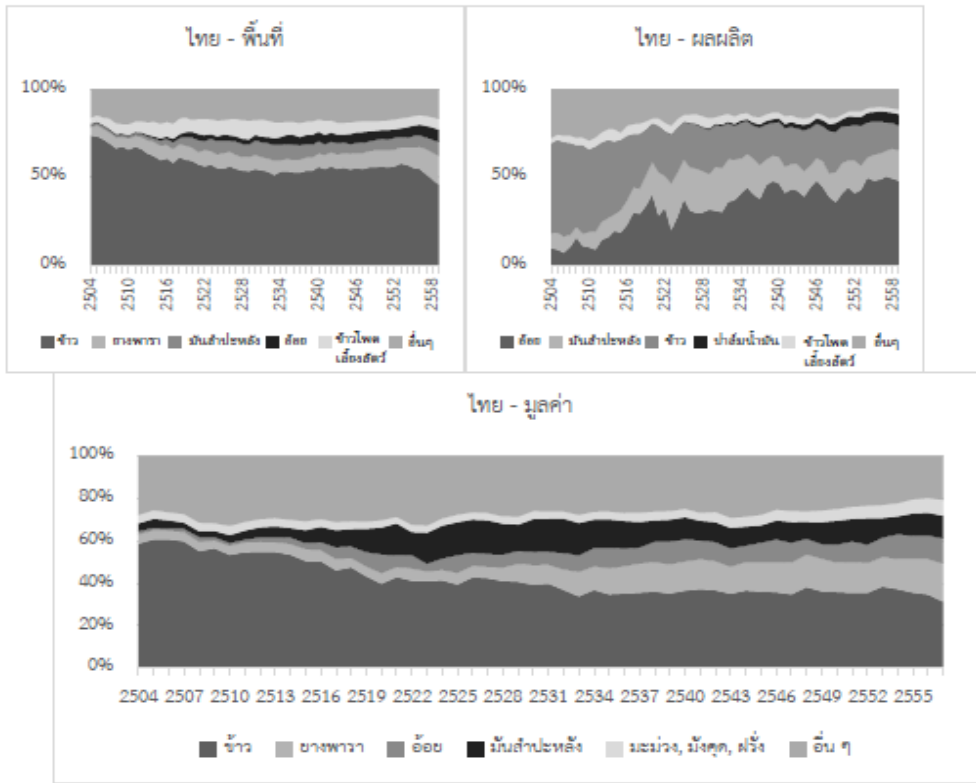 ไทย - พื้นที่
100%
50%
0%
2504 2510 2516 2522 2528 2534 2540 2546 2552 2558
ข้าว ยางพารา มันสำปะหลัง อ้อย ข้าวโพดเลี้ยงสัตว์ อื่นๆ
ไทย - ผลผลิต
100%
50%
0%
2504 2510 2516 2522 2528 2534 2540 2546 2552 2558
อ้อย มันสำปะหลัง ข้าว ปาล์มน้ำมัน ข้าวโพดเลี้ยงสัตว์ อื่นๆ
ไทย - มูลค่า
100%
80%
60%
40%
20%
0%
2504 2507 2510 2513 2516 2519 2522 2525 2528 2531 2534 2537 2540 2543 2546 2549 2552 2555
ข้าว ยางพารา อ้อย มันสำปะหลัง มะม่วง, มังคุด, ฝรั่ง อื่น ๆ